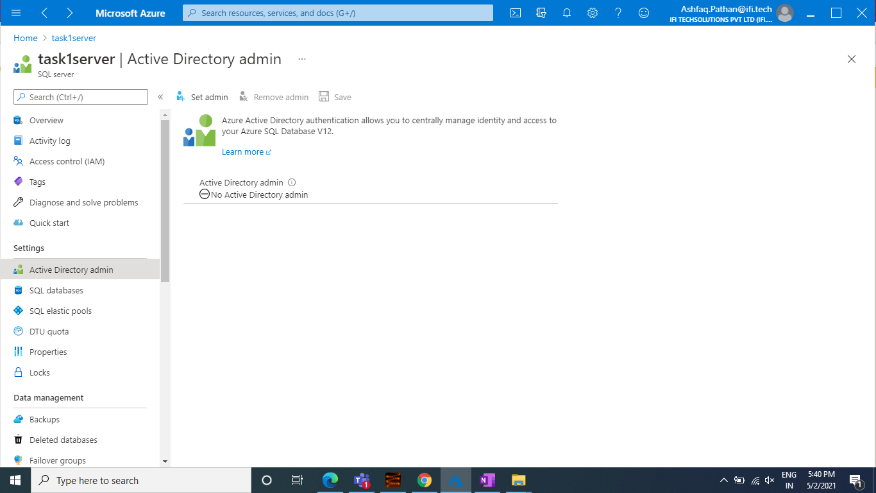 Microsoft Azure
Search resources, services, and docs (G+/)
Ashfaq.Pathan@ifi.tech
IFI TECHSOLUTIONS PVT LTD (IFI....
Home > task1server
task1server | Active Directory admin ...
SQL server
Search (Ctrl+/)
«
Set admin
Remove admin
Save
Overview
Activity log
Access control (IAM)
Tags
Diagnose and solve problems
Quick start
Settings
Active Directory admin
SQL databases
SQL elastic pools
DTU quota
Properties
Locks
Data management
Backups
Deleted databases
Failover groups
Azure Active Directory authentication allows you to centrally manage identity and access to
your Azure SQL Database V12.
Learn more
Active Directory admin
No Active Directory admin
Type here to search
1
ENG
IN
5:40 PM
5/2/2021
1